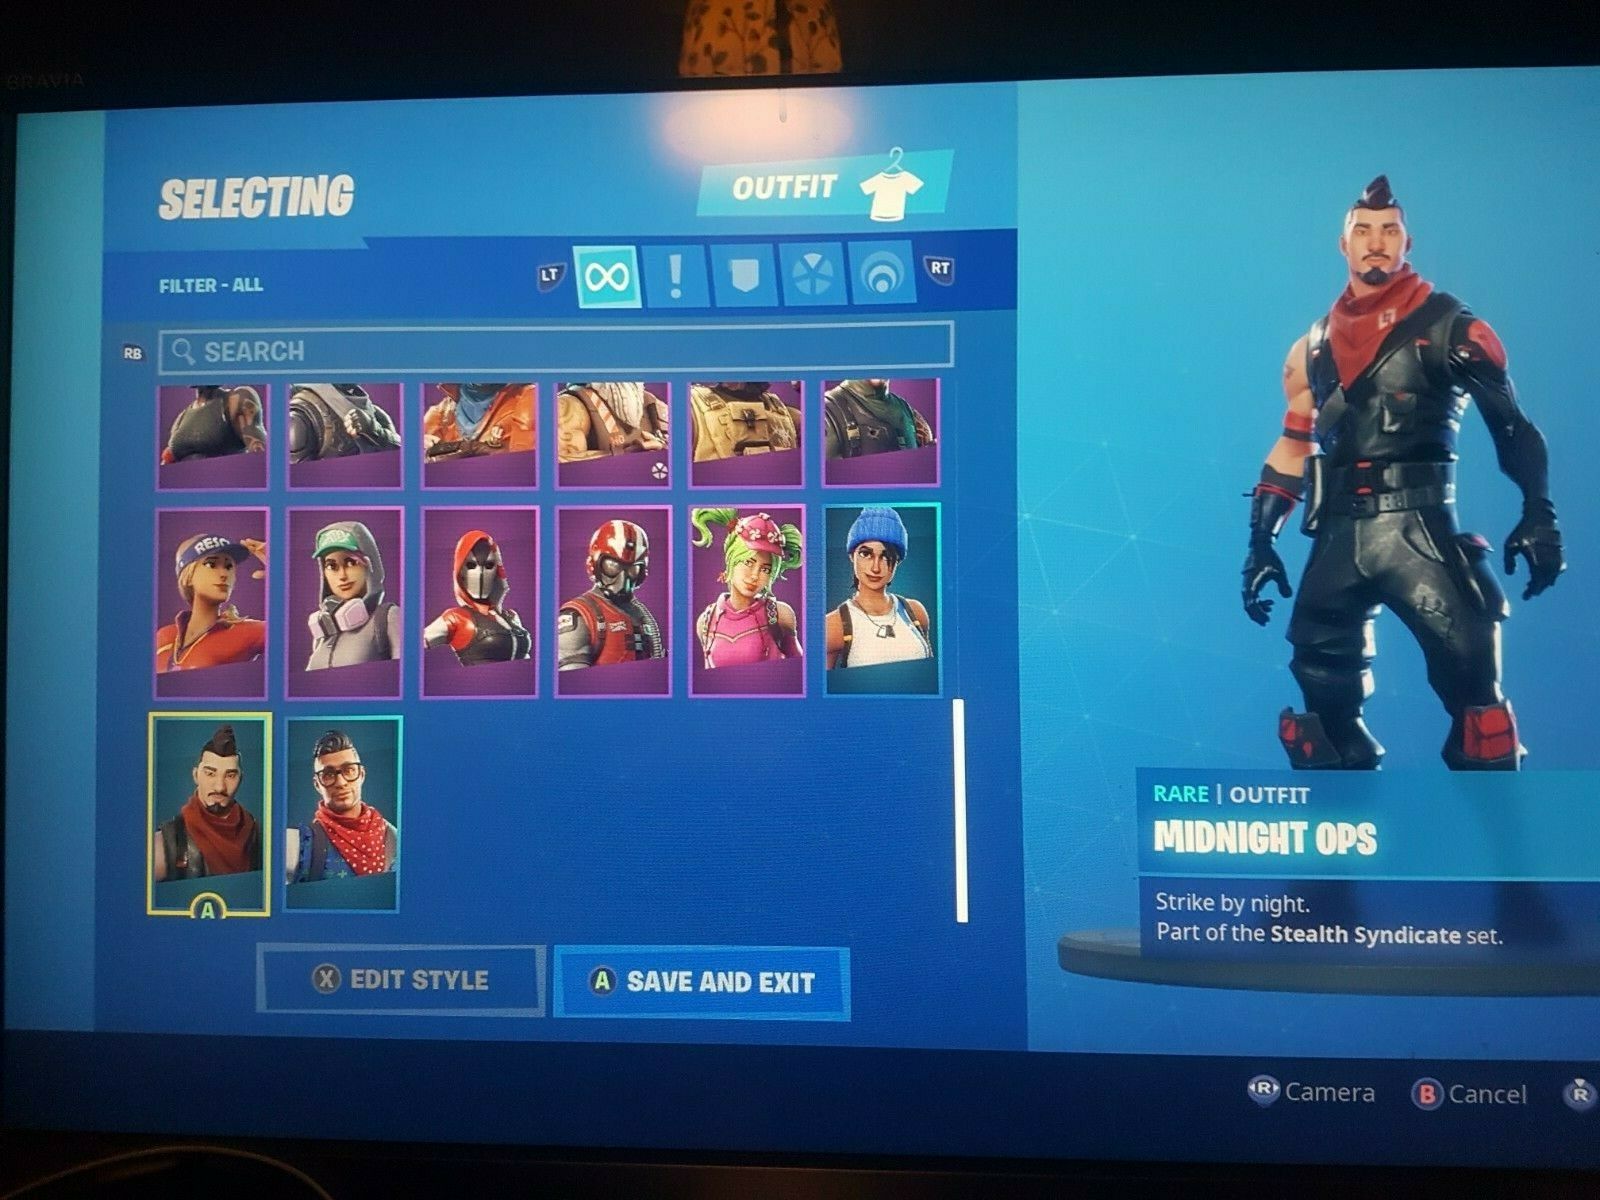 BRAVIA
SELECTING
OUTFIT
LT
RT
FILTER - ALL
RB
SEARCH
A
X EDIT STYLE
A SAVE AND EXIT
RARE | OUTFIT
MIDNIGHT OPS
Strike by night.
Part of the Stealth Syndicate set.
R Camera
B Cancel
R